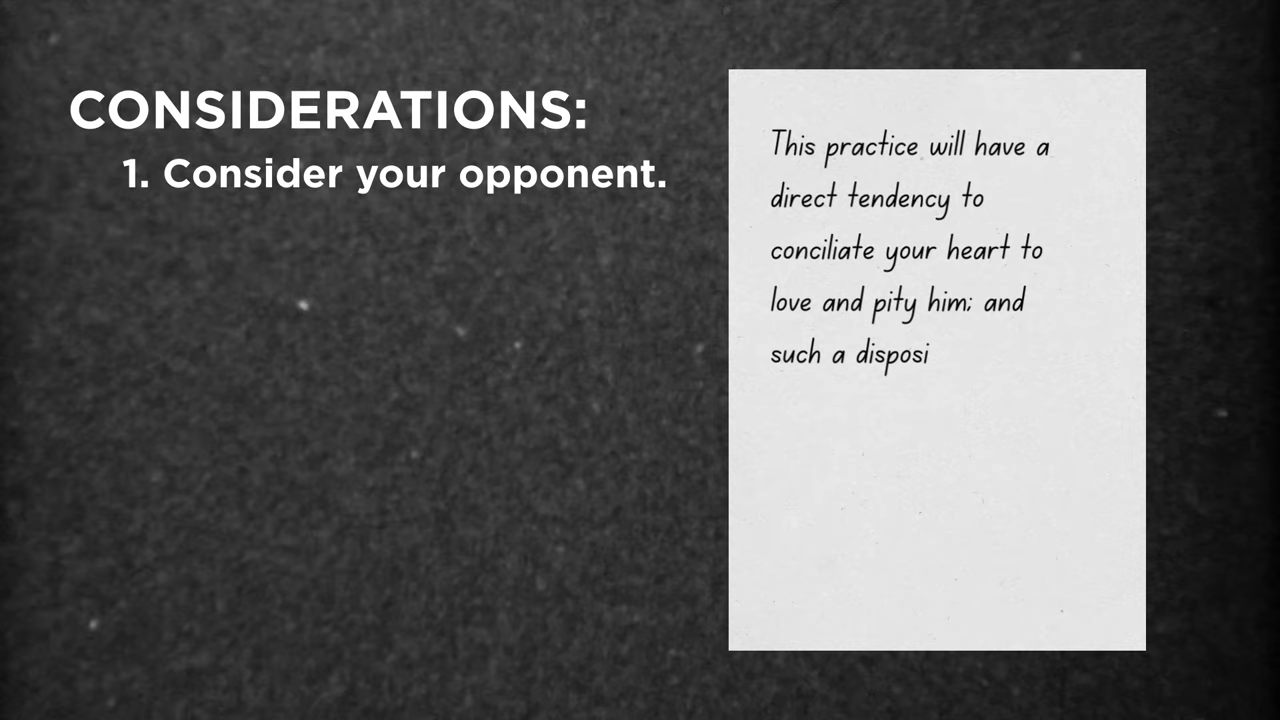 CONSIDERATIONS:
1. Consider your opponent.
This practice will have a
direct tendency to
conciliate your heart to
love and pity him; and
such a disposi